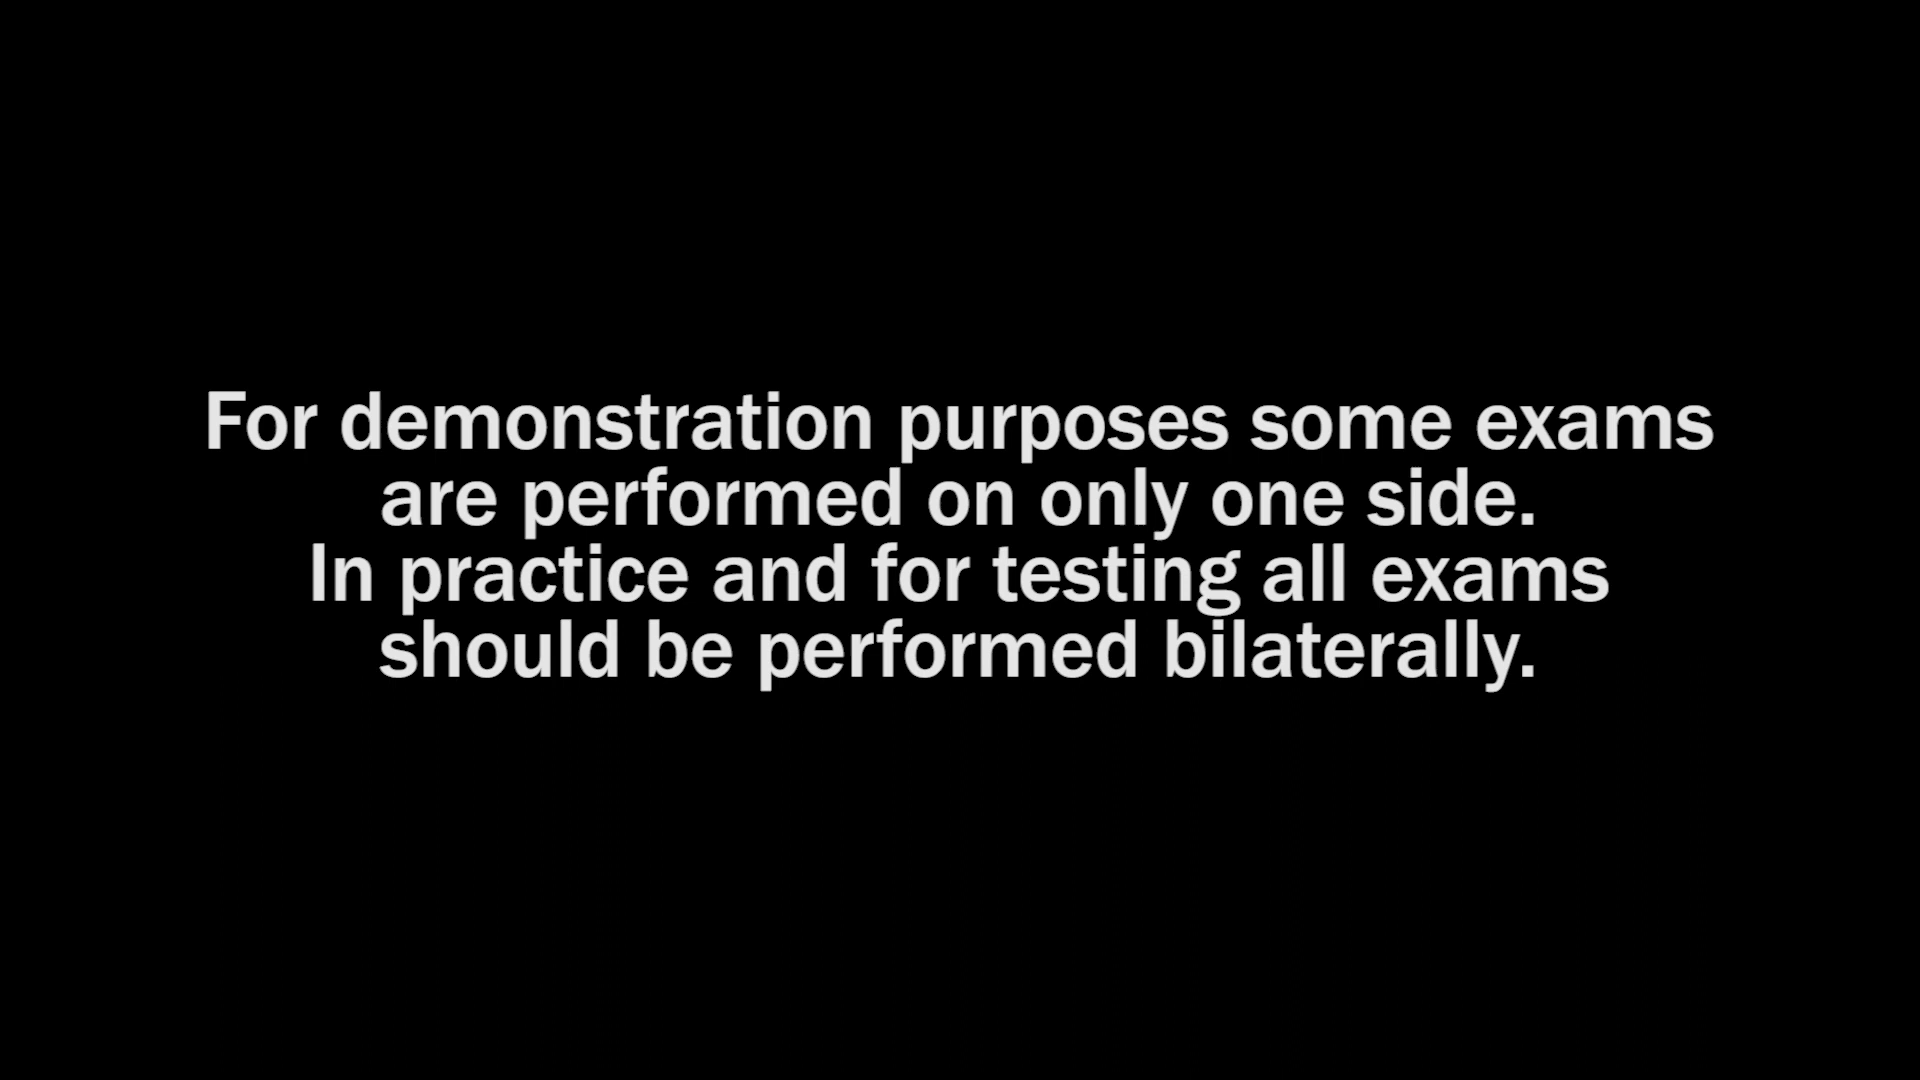 For demonstration purposes some exams
are performed on only one side.
In practice and for testing all exams
should be performed bilaterally.